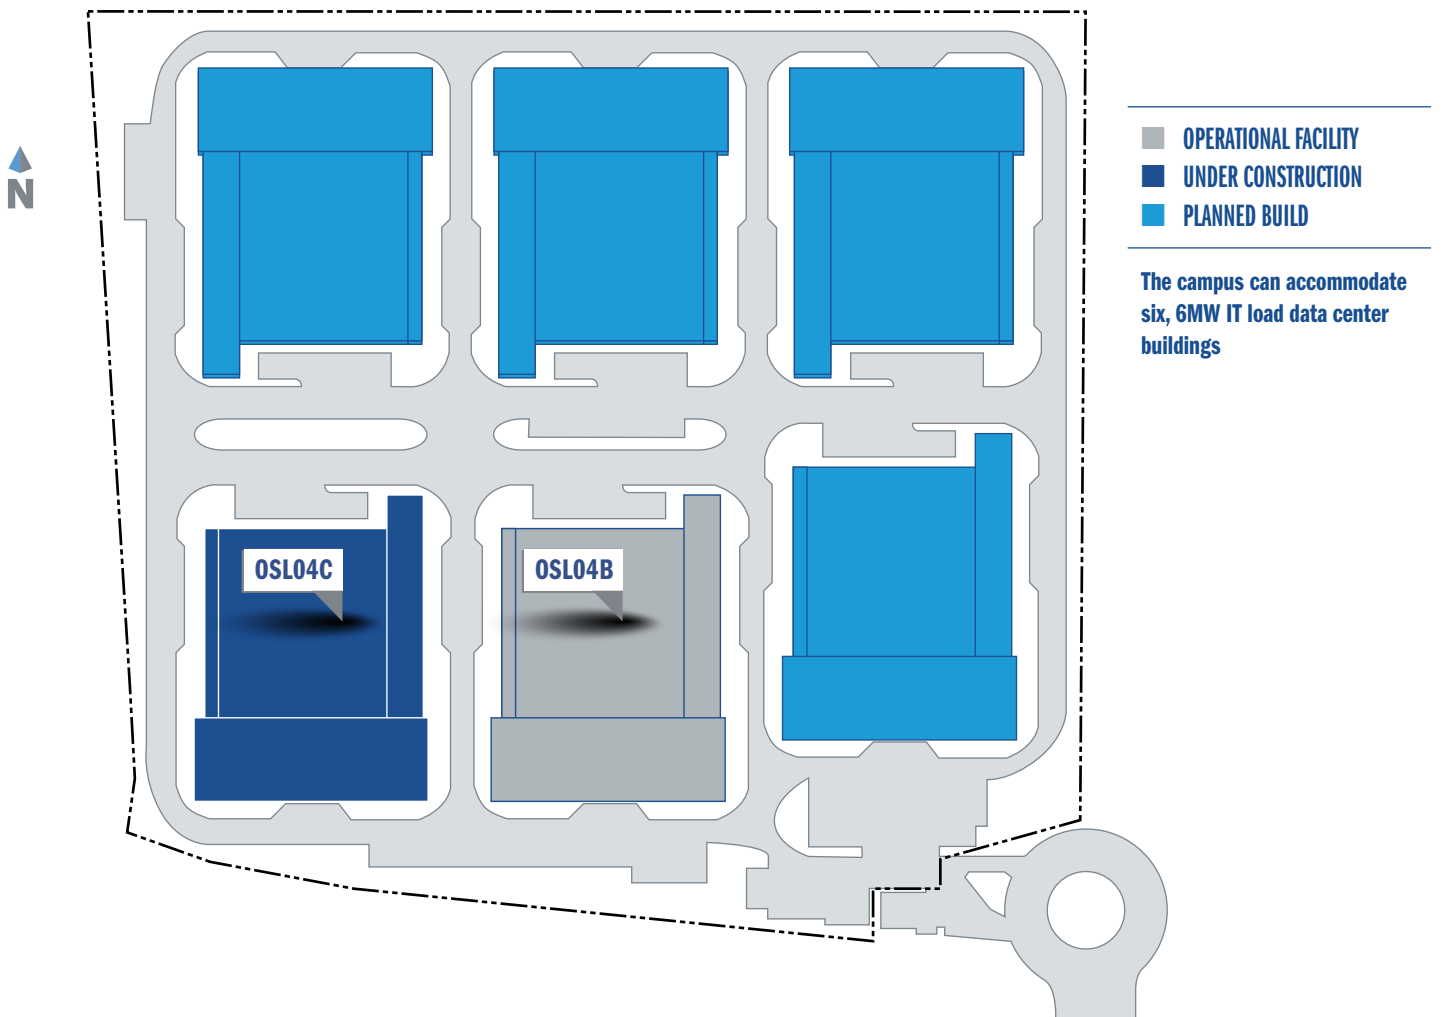 N
OPERATIONAL FACILITY
UNDER CONSTRUCTION
PLANNED BUILD
The campus can accommodate
six, 6MW IT load data center
buildings
OSL04C
OSL04B